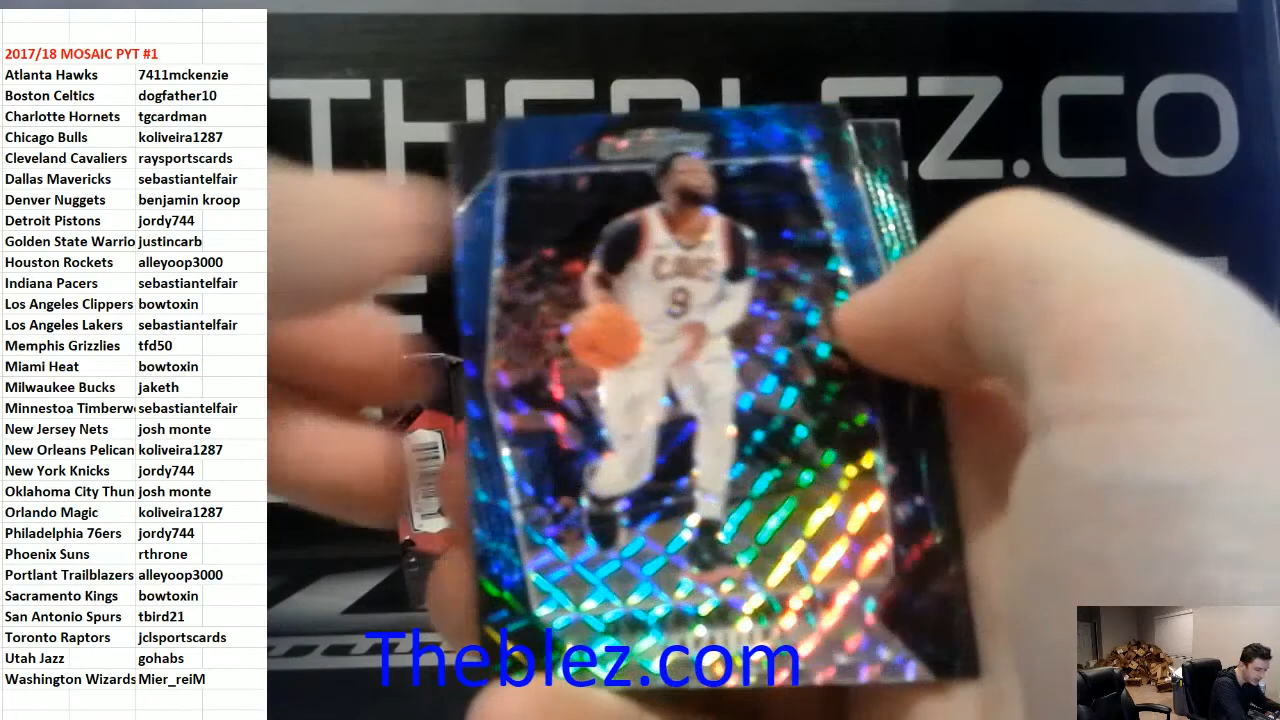 2017/18 MOSAIC PYT #1
Atlanta Hawks 7411mckenzie
Boston Celtics dogfather10
Charlotte Hornets tgcardman
Chicago Bulls koliveira1287
Cleveland Cavaliers raysportscards
Dallas Mavericks sebastiantelfair
Denver Nuggets benjamin kroop
Detroit Pistons jordy744
Golden State Warrio justincarb
Houston Rockets alleyoop3000
Indiana Pacers sebastiantelfair
Los Angeles Clippers bowtoxin
Los Angeles Lakers sebastiantelfair
Memphis Grizzlies tfd50
Miami Heat bowtoxin
Milwaukee Bucks jaketh
Minnestoa Timberw sebastiantelfair
New Jersey Nets josh monte
New Orleans Pelican koliveira1287
New York Knicks jordy744
Oklahoma City Thun josh monte
Orlando Magic koliveira1287
Philadelphia 76ers jordy744
Phoenix Suns rthrone
Portlant Trailblazers alleyoop3000
Sacramento Kings bowtoxin
San Antonio Spurs tbird21
Toronto Raptors jclsportscards
Utah Jazz gohabs
Washington Wizards Mier_reiM
THEBLEZ.CO
CAVS
9
Theblez.com